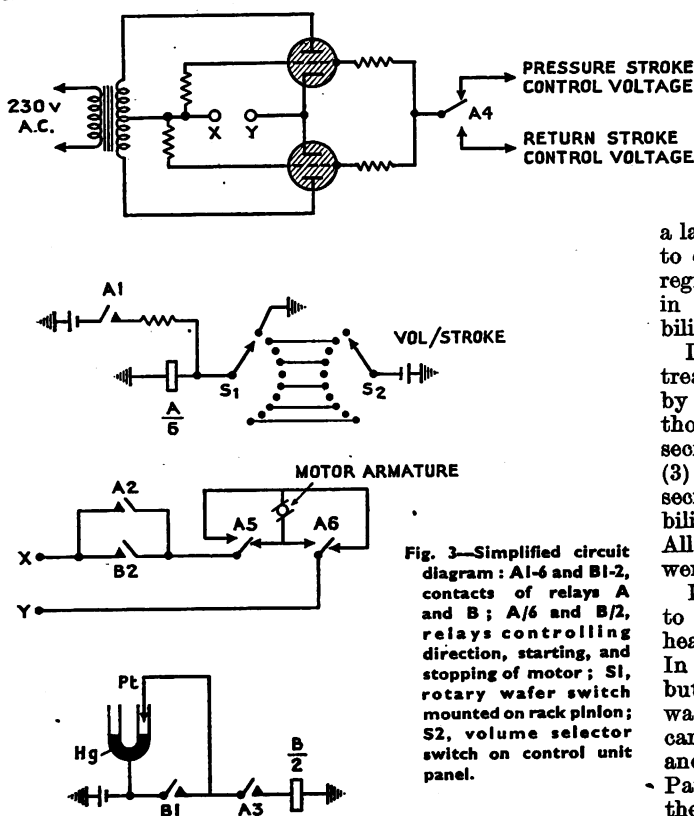 230 V
A.C.
X
Y
A4
PRESSURE STROKE
CONTROL VOLTAGE
RETURN STROKE
CONTROL VOLTAGE
A1
A
6
S1
S2
VOL/STROKE
MOTOR ARMATURE
A2
B2
A5
A6
X
Y
Pt
Hg
B1
A3
B
2
Fig. 3—Simplified circuit
diagram : A1-6 and B1-2,
contacts of relays A
and B ; A/6 and B/2,
relays controlling
direction, starting, and
stopping of motor ; S1,
rotary wafer switch
mounted on rack pinion ;
S2, volume selector
switch on control unit
panel.
a la
to
reg
in
bili
trea
by
tho
sec
(3)
sec
bili
All
wer
to
hea
In
but
wa
car
and
Pa
the